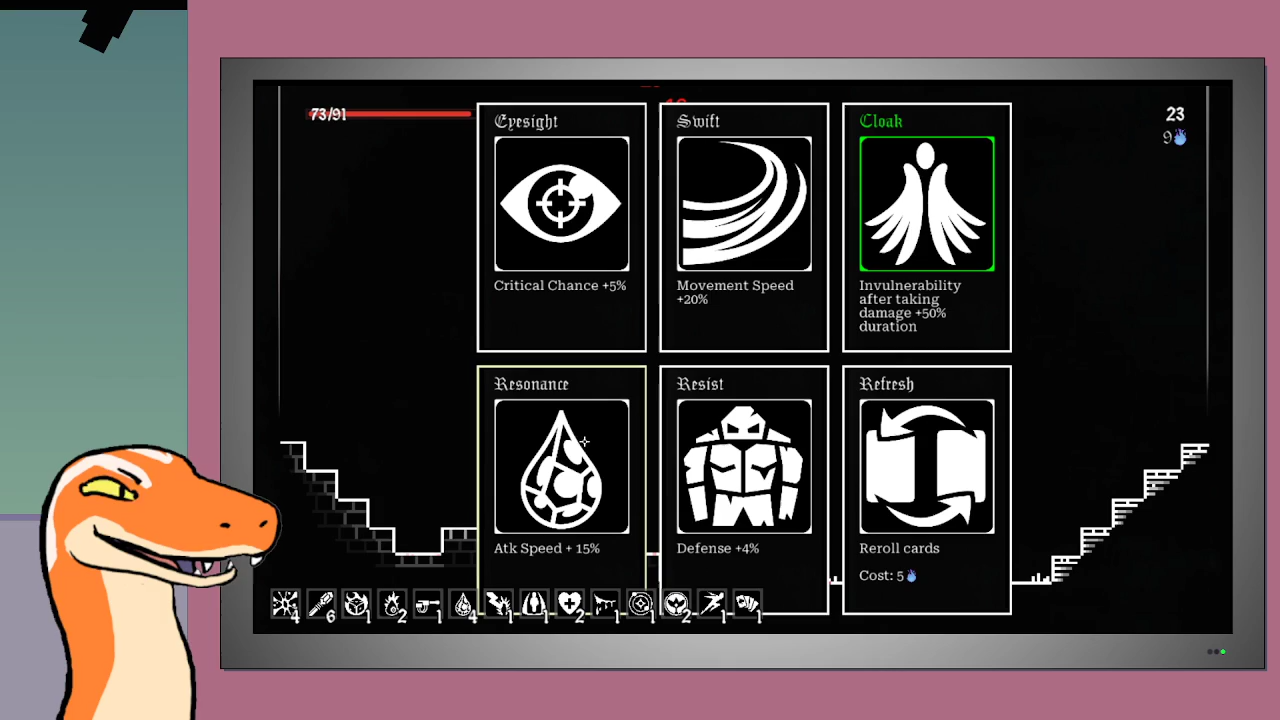 73/91
23
9
Eyesight
Critical Chance +5%
Swift
Movement Speed
+20%
Cloak
Invulnerability
after taking
damage +50%
duration
Resonance
Atk Speed + 15%
Resist
Defense +4%
Refresh
Reroll cards
Cost: 5
4 6 1 2 1 4 1 1 2 1 1 2 1 1